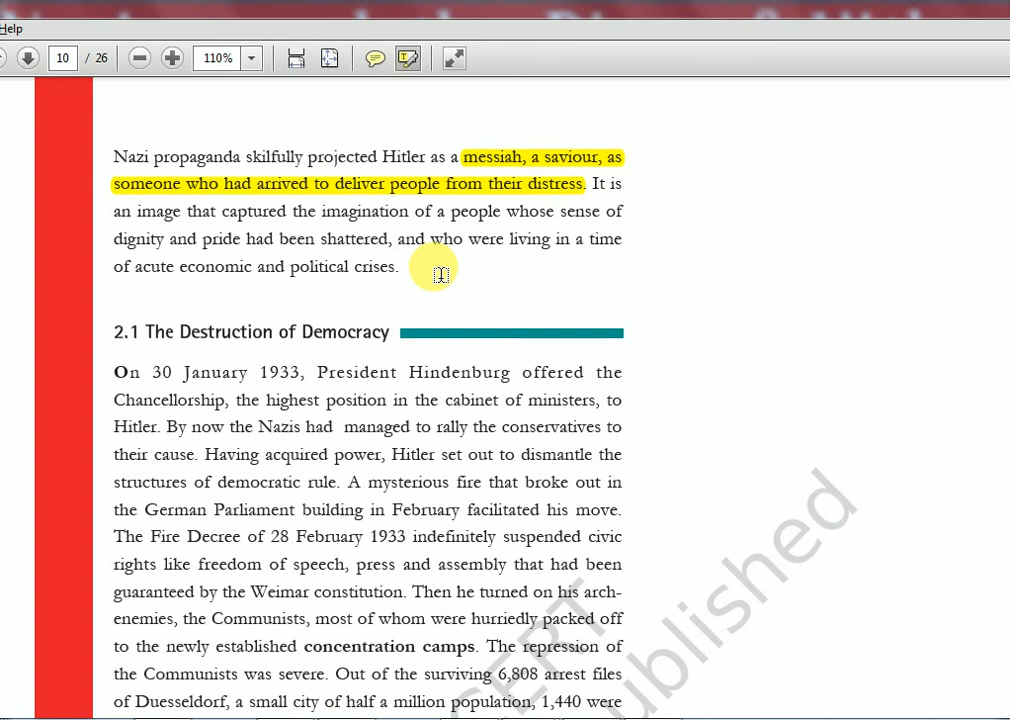 Help
10 / 26 110%
Nazi propaganda skilfully projected Hitler as a messiah, a saviour, as
someone who had arrived to deliver people from their distress. It is
an image that captured the imagination of a people whose sense of
dignity and pride had been shattered, and who were living in a time
of acute economic and political crises.
2.1 The Destruction of Democracy
On 30 January 1933, President Hindenburg offered the
Chancellorship, the highest position in the cabinet of ministers, to
Hitler. By now the Nazis had managed to rally the conservatives to
their cause. Having acquired power, Hitler set out to dismantle the
structures of democratic rule. A mysterious fire that broke out in
the German Parliament building in February facilitated his move.
The Fire Decree of 28 February 1933 indefinitely suspended civic
rights like freedom of speech, press and assembly that had been
guaranteed by the Weimar constitution. Then he turned on his arch-
enemies, the Communists, most of whom were hurriedly packed off
to the newly established concentration camps. The repression of
the Communists was severe. Out of the surviving 6,808 arrest files
of Duesseldorf, a small city of half a million population, 1,440 were
CERT
ublished